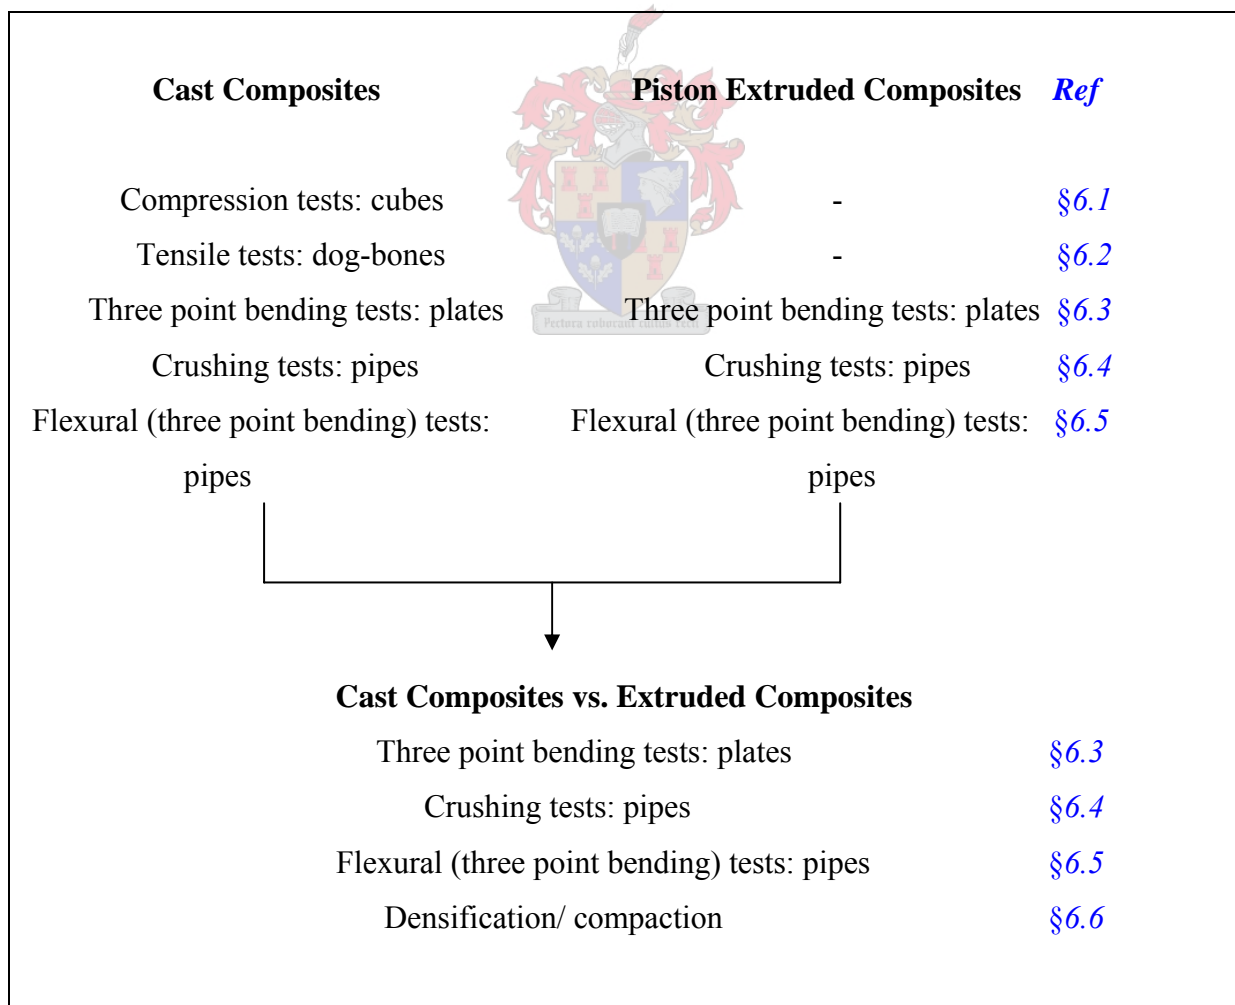 Cast Composites Piston Extruded Composites Ref
Compression tests: cubes - §6.1
Tensile tests: dog-bones - §6.2
Three point bending tests: plates Three point bending tests: plates §6.3
Crushing tests: pipes Crushing tests: pipes §6.4
Flexural (three point bending) tests: Flexural (three point bending) tests: §6.5
pipes pipes
Pectora roborant cultus recti
Cast Composites vs. Extruded Composites
Three point bending tests: plates §6.3
Crushing tests: pipes §6.4
Flexural (three point bending) tests: pipes §6.5
Densification/ compaction §6.6